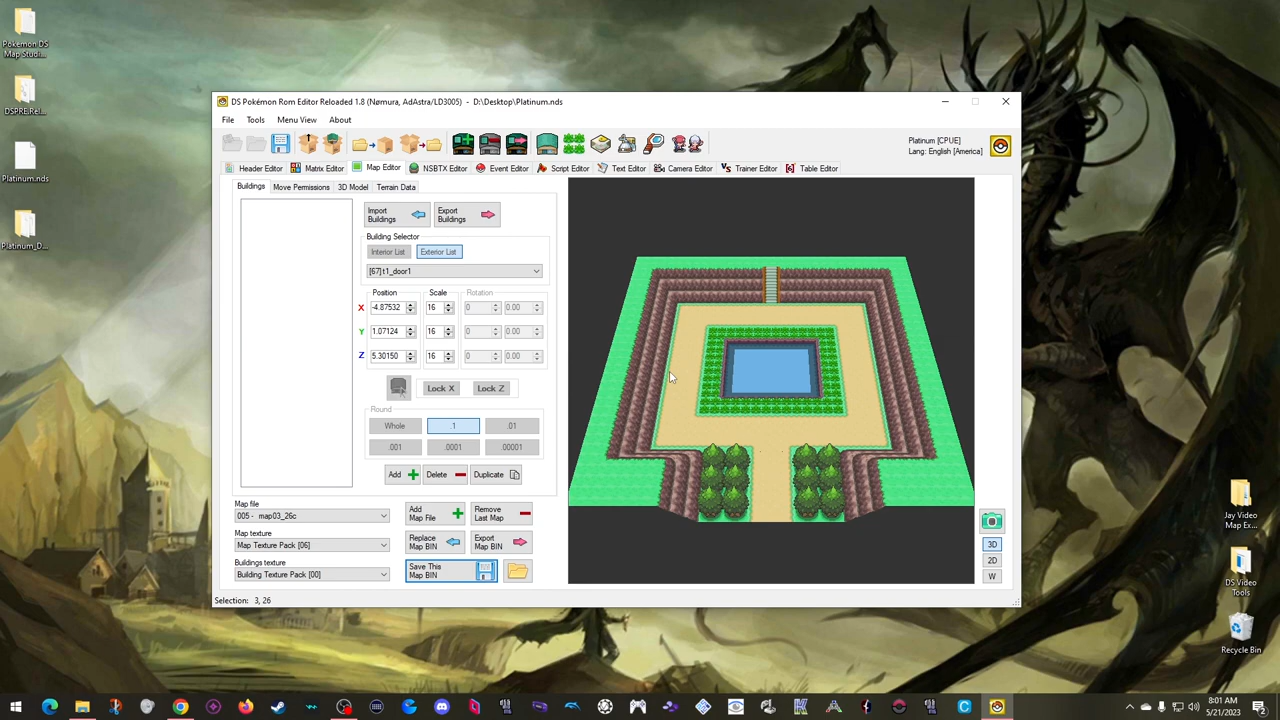 Pokemon DS
Map Studi...
DSPRE.Rel...
Platinum.nds
Platinum_D...
DS Pokémon Rom Editor Reloaded 1.8 (Nømura, AdAstra/LD3005)  -  D:\Desktop\Platinum.nds
File Tools Menu View About
Platinum [CPUE]
Lang: English [America]
Header Editor Matrix Editor Map Editor NSBTX Editor Event Editor Script Editor Text Editor Camera Editor Trainer Editor Table Editor
Buildings Move Permissions 3D Model Terrain Data
Import
Buildings
Export
Buildings
Building Selector
Interior List Exterior List
[67] t1_door1
Position Scale Rotation
X -4.87532 16 0 0.00
Y 1.07124 16 0 0.00
Z 5.30150 16 0 0.00
Lock X Lock Z
Round
Whole .1 .01
.001 .0001 .00001
Add Delete Duplicate
Map file
005 -  map03_26c
Add
Map File
Remove
Last Map
Map texture
Map Texture Pack [06]
Replace
Map BIN
Export
Map BIN
Buildings texture
Building Texture Pack [00]
Save This
Map BIN
3D
2D
W
Selection:  3, 26
Jay Video
Map Ex...
DS Video
Tools
Recycle Bin
8:01 AM
5/21/2023
2